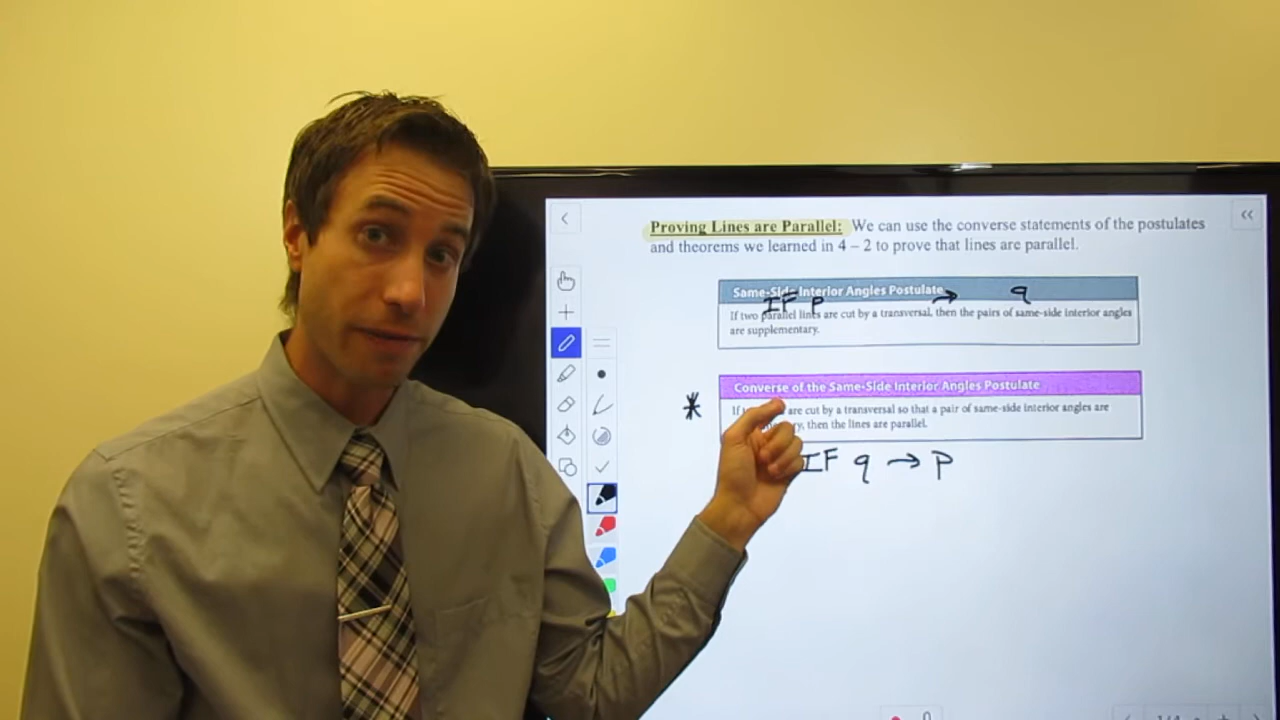 Proving Lines are Parallel: We can use the converse statements of the postulates
and theorems we learned in 4 – 2 to prove that lines are parallel.
Same-Side Interior Angles Postulate
IF p → q
If two parallel lines are cut by a transversal, then the pairs of same-side interior angles
are supplementary.
Converse of the Same-Side Interior Angles Postulate
* If are cut by a transversal so that a pair of same-side interior angles are
then the lines are parallel.
IF q → p